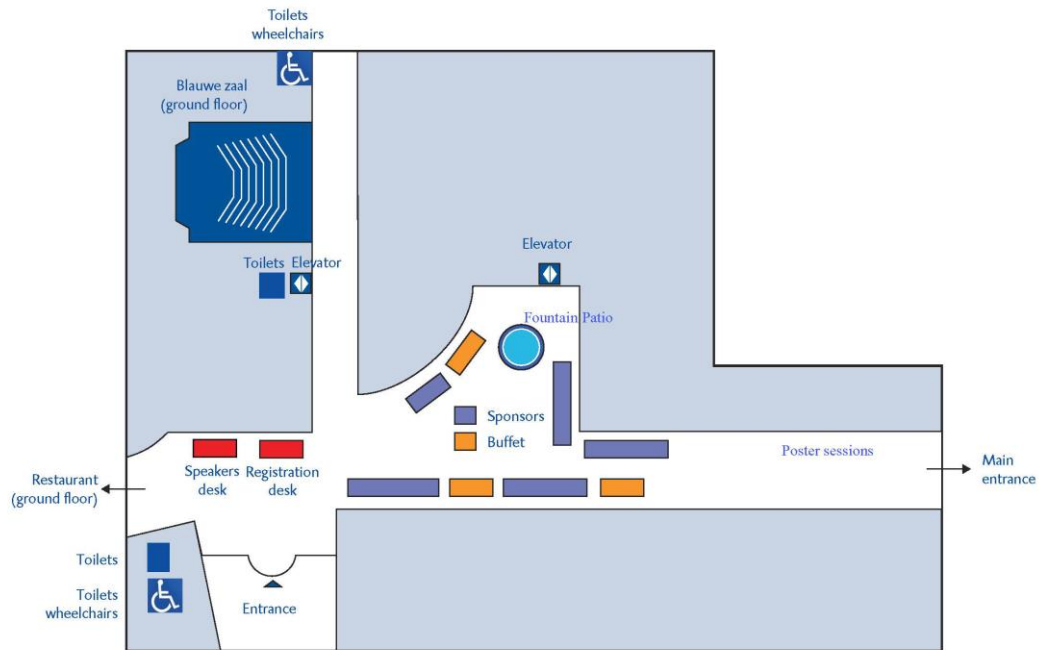 Toilets
wheelchairs
Blauwe zaal
(ground floor)
Toilets
Elevator
Elevator
Fountain Patio
Sponsors
Buffet
Speakers
desk
Registration
desk
Poster sessions
Restaurant
(ground floor)
Main
entrance
Toilets
Toilets
wheelchairs
Entrance